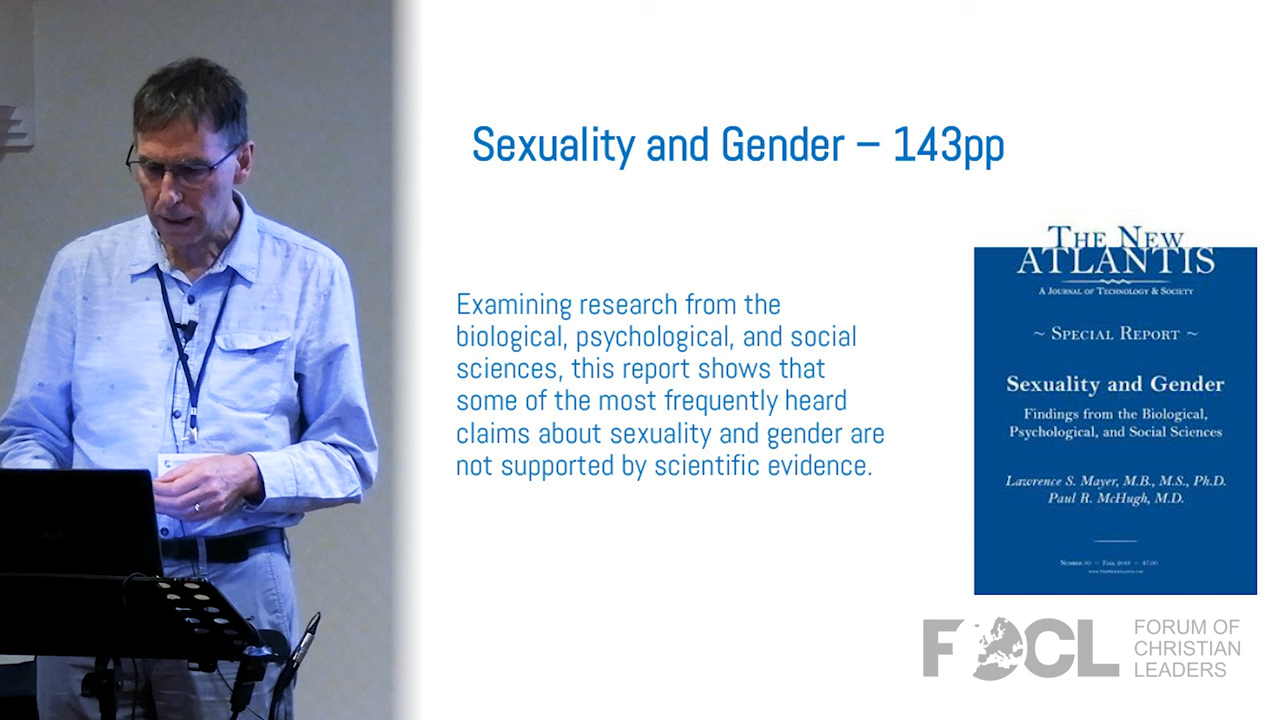 Sexuality and Gender – 143pp
Examining research from the
biological, psychological, and social
sciences, this report shows that
some of the most frequently heard
claims about sexuality and gender are
not supported by scientific evidence.
THE NEW
ATLANTIS
A JOURNAL OF TECHNOLOGY & SOCIETY
~ SPECIAL REPORT ~
Sexuality and Gender
Findings from the Biological,
Psychological, and Social Sciences
Lawrence S. Mayer, M.B., M.S., Ph.D.
Paul R. McHugh, M.D.
FOCL
FORUM OF
CHRISTIAN
LEADERS